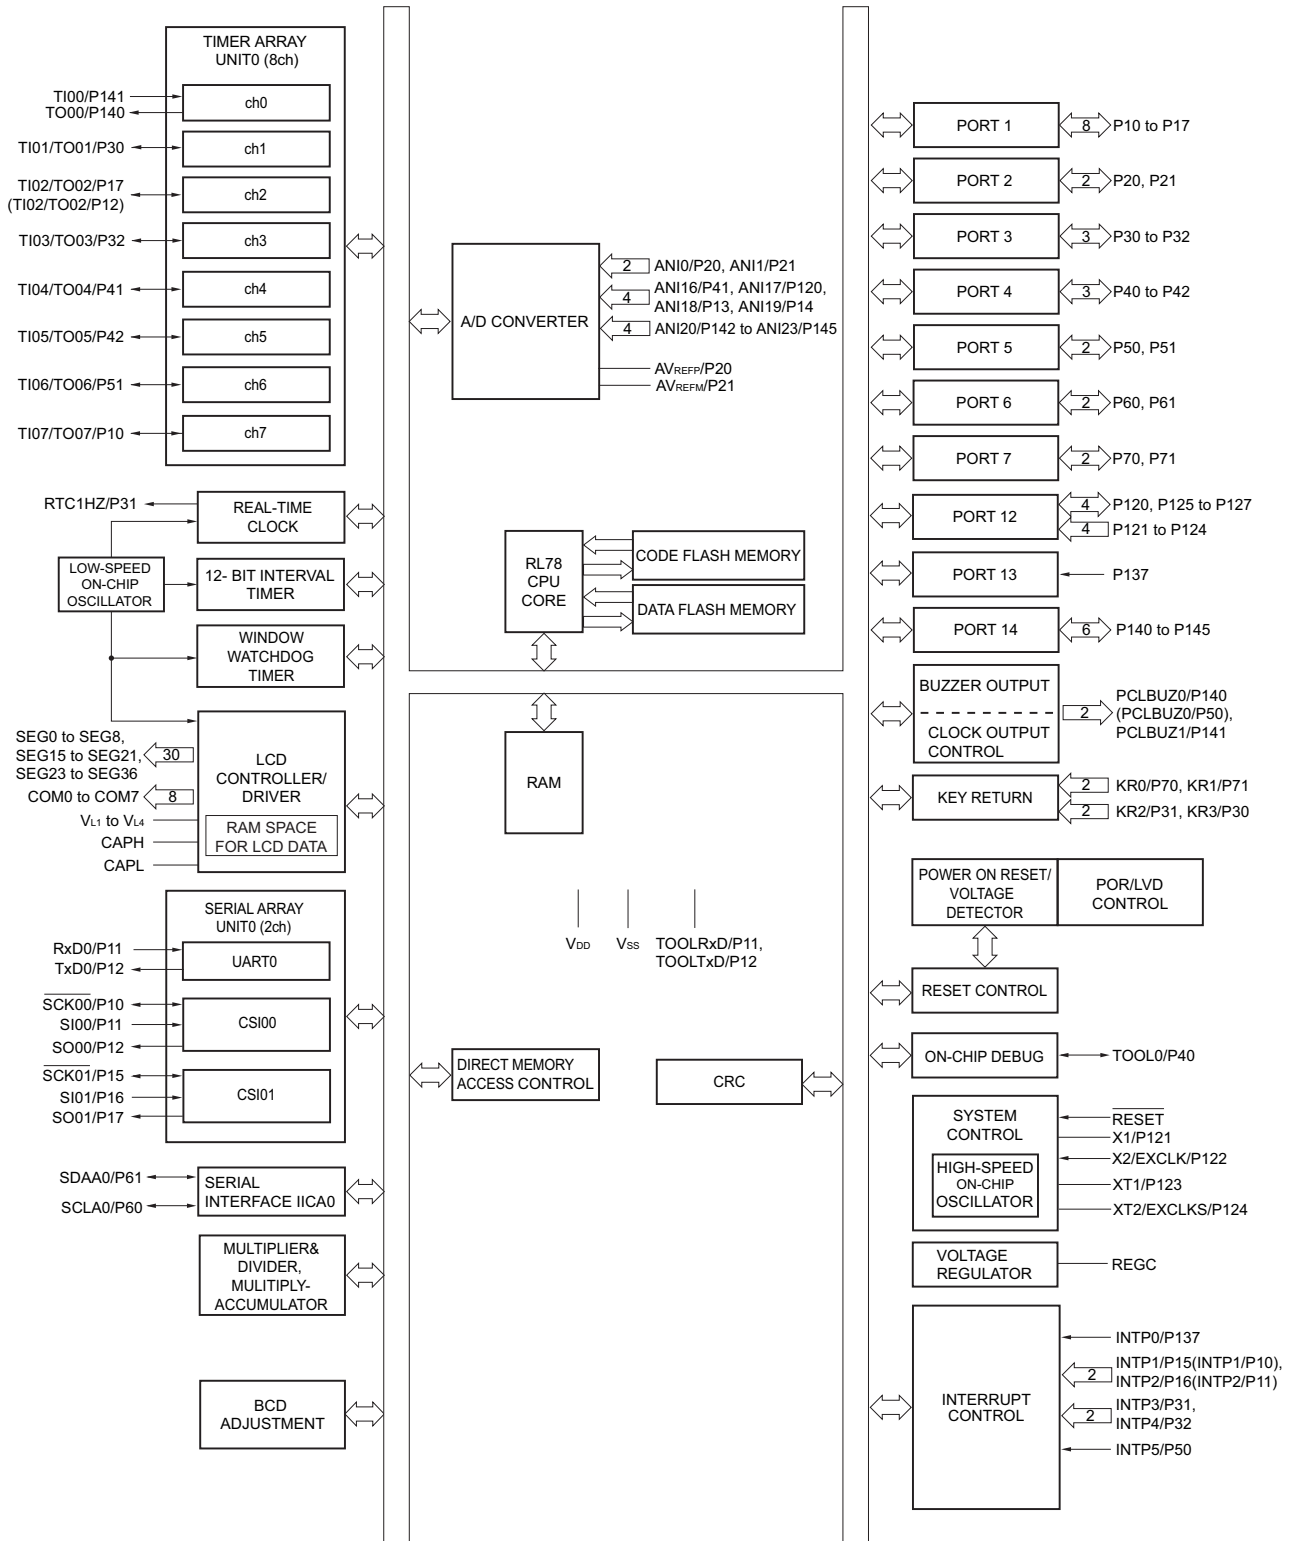 TIMER ARRAY
UNIT0 (8ch)
TI00/P141
TO00/P140
ch0
TI01/TO01/P30
ch1
TI02/TO02/P17
(TI02/TO02/P12)
ch2
TI03/TO03/P32
ch3
TI04/TO04/P41
ch4
TI05/TO05/P42
ch5
TI06/TO06/P51
ch6
TI07/TO07/P10
ch7
RTC1HZ/P31
REAL-TIME
CLOCK
LOW-SPEED
ON-CHIP
OSCILLATOR
12- BIT INTERVAL
TIMER
WINDOW
WATCHDOG
TIMER
SEG0 to SEG8,
SEG15 to SEG21,
SEG23 to SEG36
30
COM0 to COM7
8
VL1 to VL4
CAPH
CAPL
LCD
CONTROLLER/
DRIVER
RAM SPACE
FOR LCD DATA
SERIAL ARRAY
UNIT0 (2ch)
RxD0/P11
TxD0/P12
UART0
SCK00/P10
SI00/P11
SO00/P12
CSI00
SCK01/P15
SI01/P16
SO01/P17
CSI01
SDAA0/P61
SCLA0/P60
SERIAL
INTERFACE IICA0
MULTIPLIER&
DIVIDER,
MULITIPLY-
ACCUMULATOR
BCD
ADJUSTMENT
A/D CONVERTER
2
ANI0/P20, ANI1/P21
4
ANI16/P41, ANI17/P120,
ANI18/P13, ANI19/P14
4
ANI20/P142 to ANI23/P145
AVREFP/P20
AVREFM/P21
RL78
CPU
CORE
CODE FLASH MEMORY
DATA FLASH MEMORY
RAM
VDD
VSS
TOOLRxD/P11,
TOOLTxD/P12
DIRECT MEMORY
ACCESS CONTROL
CRC
PORT 1
8
P10 to P17
PORT 2
2
P20, P21
PORT 3
3
P30 to P32
PORT 4
3
P40 to P42
PORT 5
2
P50, P51
PORT 6
2
P60, P61
PORT 7
2
P70, P71
PORT 12
4
P120, P125 to P127
4
P121 to P124
PORT 13
P137
PORT 14
6
P140 to P145
BUZZER OUTPUT
CLOCK OUTPUT
CONTROL
2
PCLBUZ0/P140
(PCLBUZ0/P50),
PCLBUZ1/P141
KEY RETURN
2
KR0/P70, KR1/P71
2
KR2/P31, KR3/P30
POWER ON RESET/
VOLTAGE
DETECTOR
POR/LVD
CONTROL
RESET CONTROL
ON-CHIP DEBUG
TOOL0/P40
SYSTEM
CONTROL
HIGH-SPEED
ON-CHIP
OSCILLATOR
RESET
X1/P121
X2/EXCLK/P122
XT1/P123
XT2/EXCLKS/P124
VOLTAGE
REGULATOR
REGC
INTERRUPT
CONTROL
INTP0/P137
2
INTP1/P15(INTP1/P10),
INTP2/P16(INTP2/P11)
2
INTP3/P31,
INTP4/P32
INTP5/P50